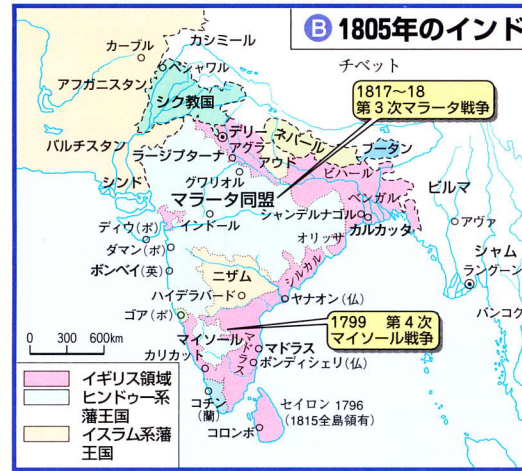 B 1805年のインド
カシミール
カーブル
ペシャワル
チベット
アフガニスタン
シク教国
1817~18
第3次マラータ戦争
デリー
ネパール
ブータン
バルチスタン
アグラ
ラージプターナ
アウド
ビハール
シンド
グワリオル
ベンガル
ビルマ
マラータ同盟
シャンデルナゴル
カルカッタ
アヴァ
ディウ(ポ)
インドール
オリッサ
シャム
ダマン(ポ)
シルカル
ラングーン
ボンベイ(英)
ニザム
バンコク
ハイデラバード
ヤナオン(仏)
ゴア(ポ)
1799 第4次
マイソール戦争
0 300 600km
マイソール
マドラス
マドラス
カリカット
ポンディシェリ(仏)
イギリス領域
ヒンドゥー系
藩王国
コチン
(蘭)
セイロン 1796
(1815全島領有)
イスラム系藩
王国
コロンボ